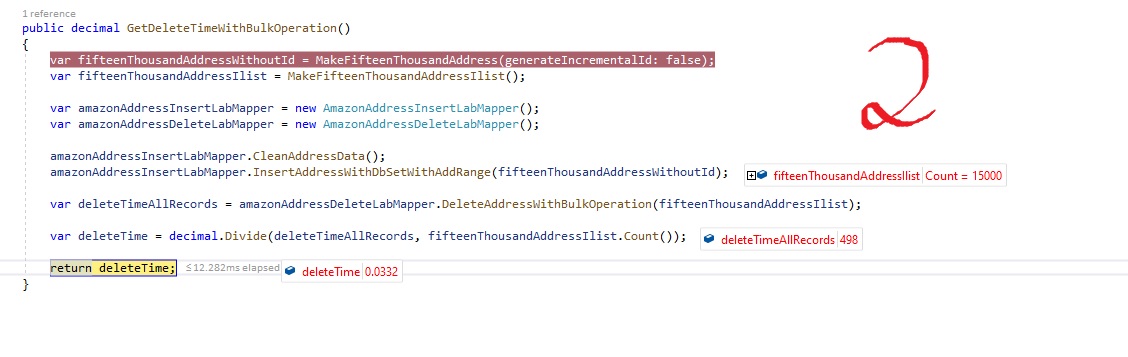 1 reference
public decimal GetDeleteTimeWithBulkOperation()
{
var fifteenThousandAddressWithoutId = MakeFifteenThousandAddress(generateIncrementalId: false);
var fifteenThousandAddressIlist = MakeFifteenThousandAddressIlist();
2
var amazonAddressInsertLabMapper = new AmazonAddressInsertLabMapper();
var amazonAddressDeleteLabMapper = new AmazonAddressDeleteLabMapper();
amazonAddressInsertLabMapper.CleanAddressData();
amazonAddressInsertLabMapper.InsertAddressWithDbSetWithAddRange(fifteenThousandAddressWithoutId); fifteenThousandAddressIlist Count = 15000
var deleteTimeAllRecords = amazonAddressDeleteLabMapper.DeleteAddressWithBulkOperation(fifteenThousandAddressIlist);
var deleteTime = decimal.Divide(deleteTimeAllRecords, fifteenThousandAddressIlist.Count()); deleteTimeAllRecords 498
return deleteTime; ≤12.282ms elapsed deleteTime 0.0332
}